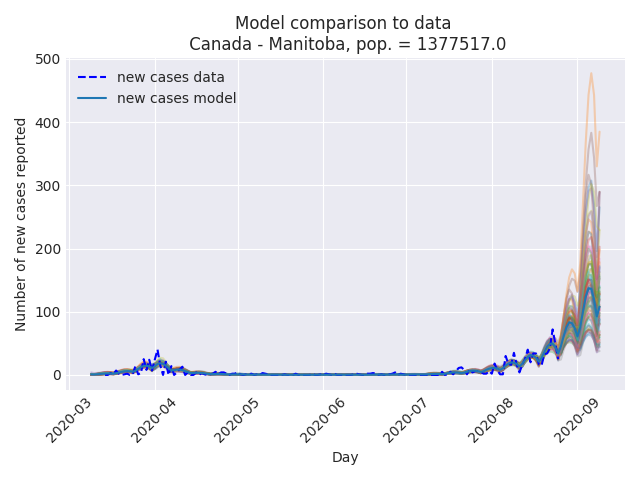 Model comparison to data
Canada - Manitoba, pop. = 1377517.0
new cases data
new cases model
Number of new cases reported
500
400
300
200
100
0
2020-03
2020-04
2020-05
2020-06
2020-07
2020-08
2020-09
Day